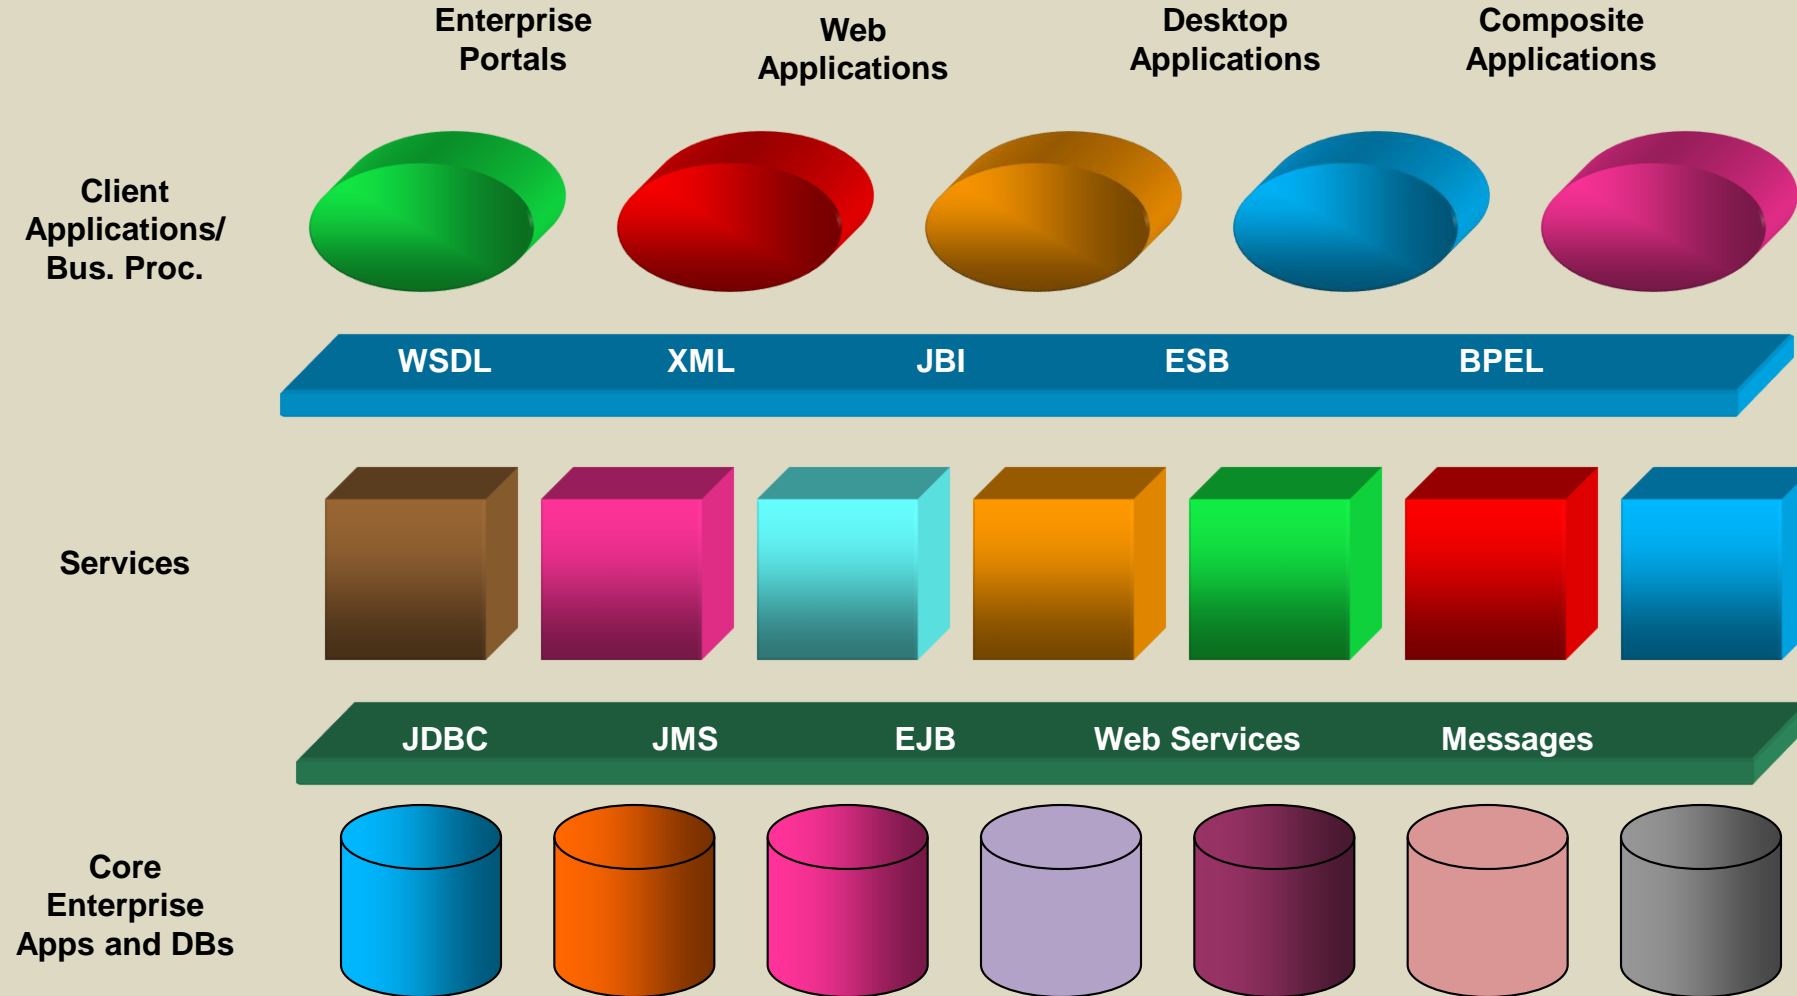 Enterprise
Portals
Web
Applications
Desktop
Applications
Composite
Applications
Client
Applications/
Bus. Proc.
WSDL XML JBI ESB BPEL
Services
JDBC JMS EJB Web Services Messages
Core
Enterprise
Apps and DBs